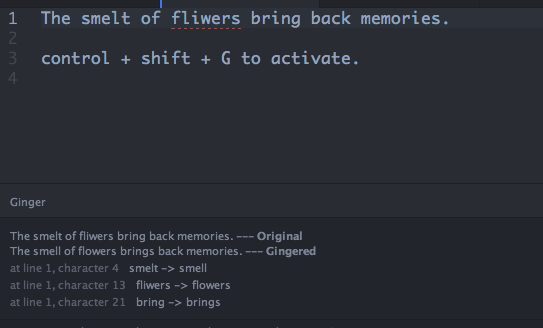 1 The smelt of fliwers bring back memories.
2
3 control + shift + G to activate.
4
Ginger
The smelt of fliwers bring back memories. --- Original
The smell of flowers brings back memories. --- Gingered
at line 1, character 4 smelt -> smell
at line 1, character 13 fliwers -> flowers
at line 1, character 21 bring -> brings